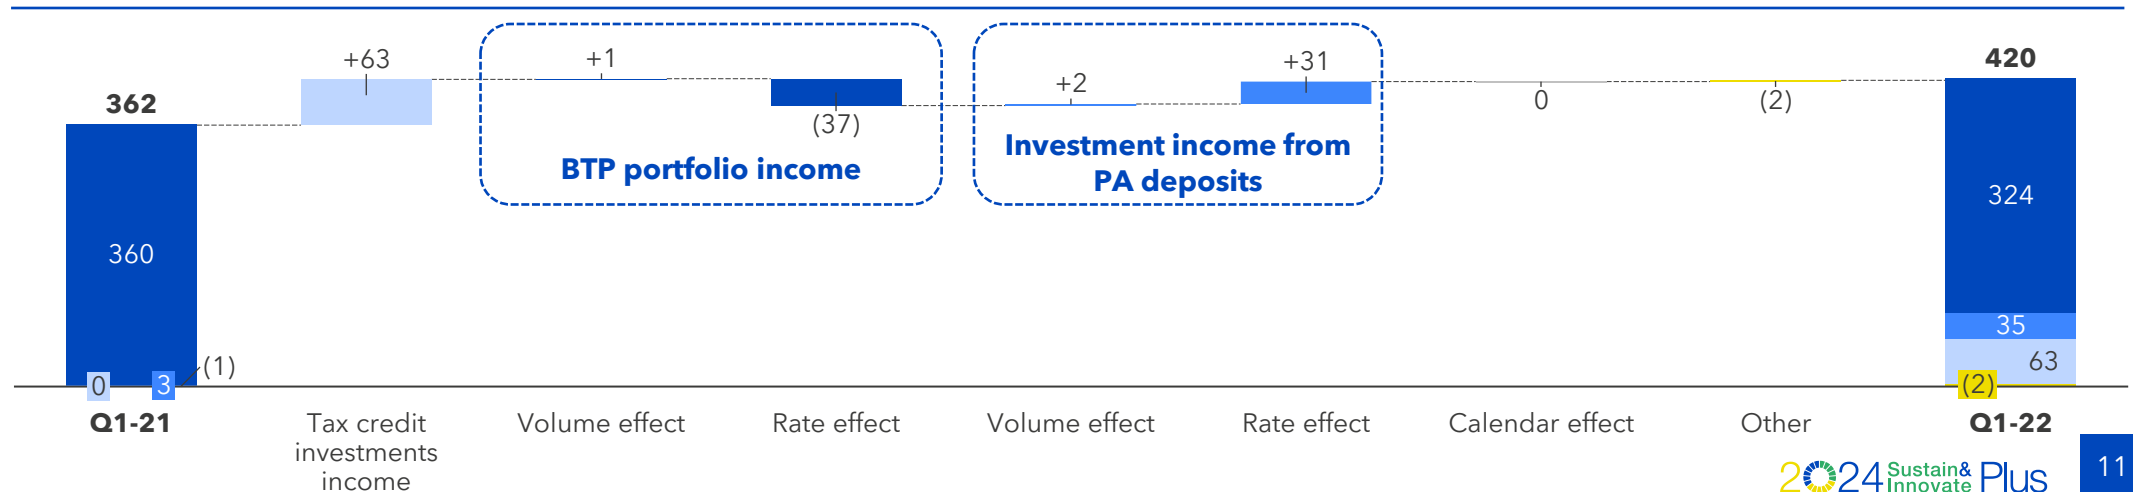 362
360
0
3
(1)
+63
+1
(37)
BTP portfolio income
+2
+31
Investment income from
PA deposits
0
(2)
420
324
35
63
(2)
Q1-21
Tax credit
investments
income
Volume effect
Rate effect
Volume effect
Rate effect
Calendar effect
Other
Q1-22
2024 Sustain& Innovate Plus
11